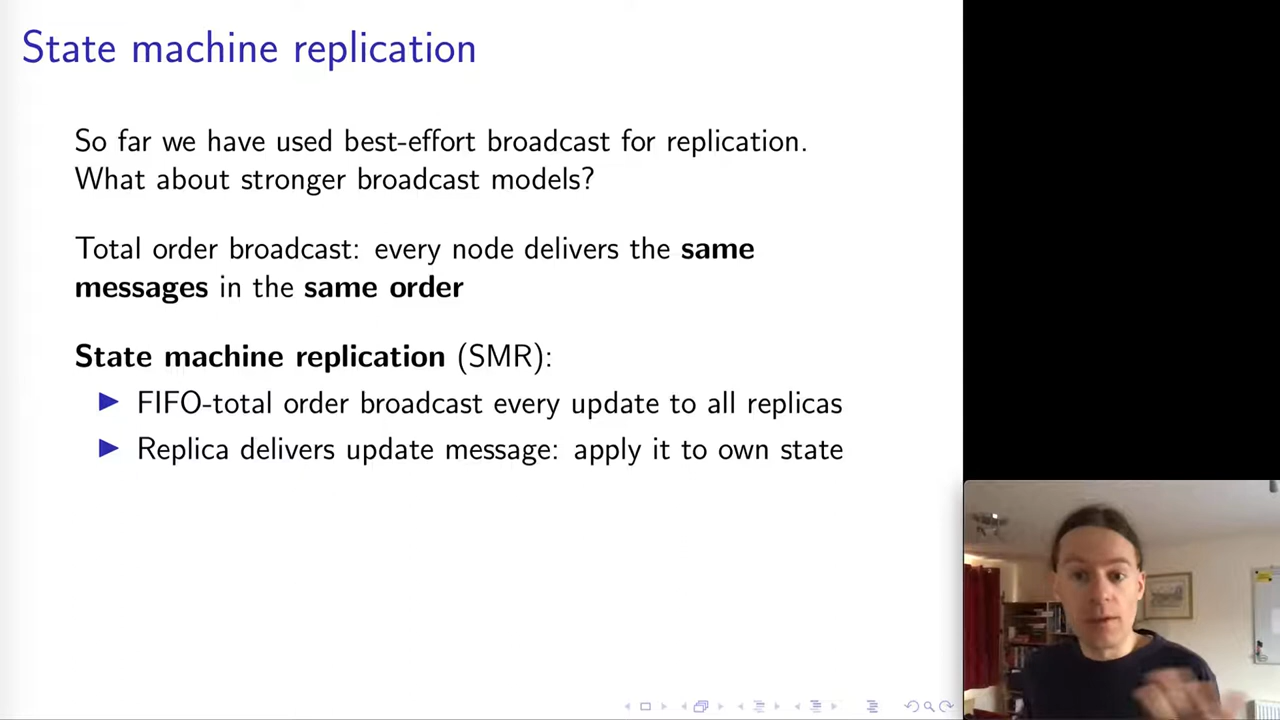 State machine replication
So far we have used best-effort broadcast for replication.
What about stronger broadcast models?
Total order broadcast: every node delivers the same
messages in the same order
State machine replication (SMR):
▶ FIFO-total order broadcast every update to all replicas
▶ Replica delivers update message: apply it to own state